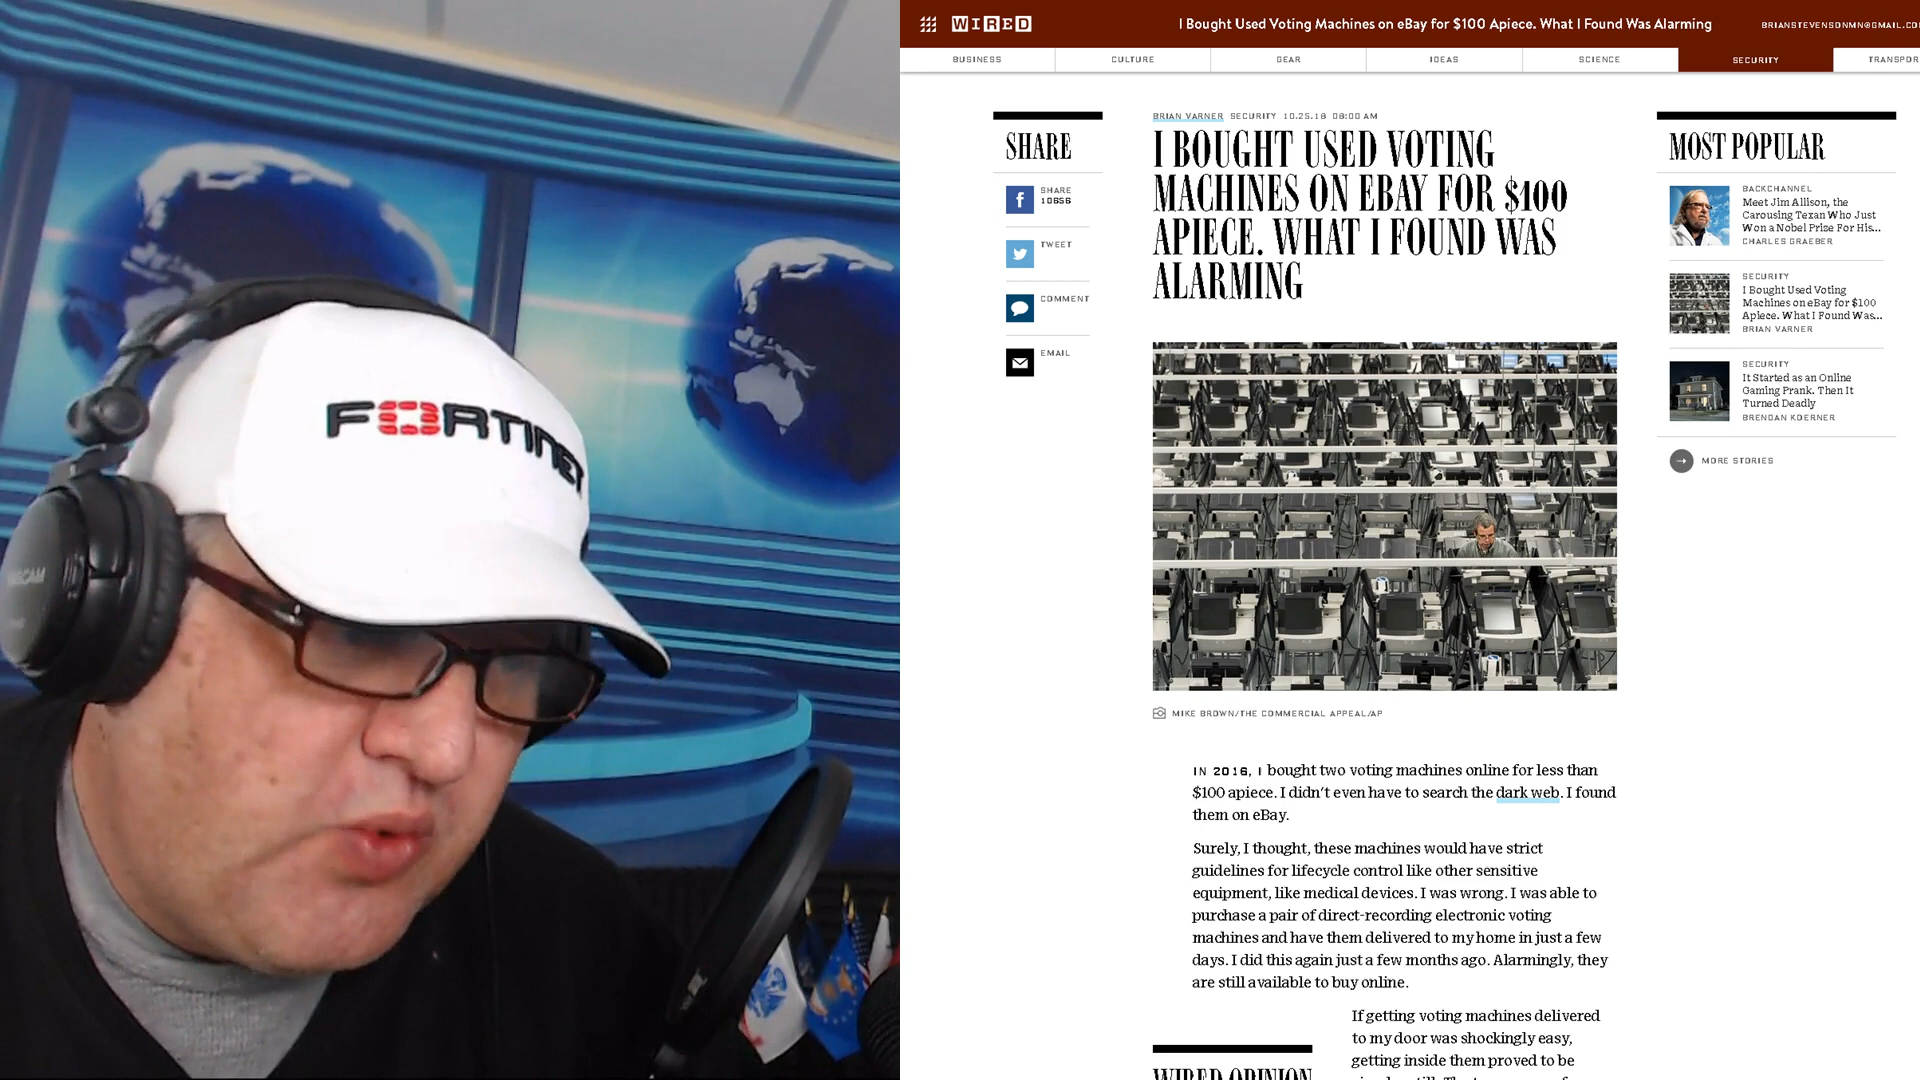 FORTINET
WIRED
I Bought Used Voting Machines on eBay for $100 Apiece. What I Found Was Alarming
BRIANSTEVENSONMN@GMAIL.CO
BUSINESS
CULTURE
GEAR
IDEAS
SCIENCE
SECURITY
TRANSPOR
SHARE
SHARE
10656
TWEET
COMMENT
EMAIL
BRIAN VARNER SECURITY 10.25.18 08:00 AM
I BOUGHT USED VOTING
MACHINES ON EBAY FOR $100
APIECE. WHAT I FOUND WAS
ALARMING
MIKE BROWN/THE COMMERCIAL APPEAL/AP
IN 2016, I bought two voting machines online for less than
$100 apiece. I didn't even have to search the dark web. I found
them on eBay.
Surely, I thought, these machines would have strict
guidelines for lifecycle control like other sensitive
equipment, like medical devices. I was wrong. I was able to
purchase a pair of direct-recording electronic voting
machines and have them delivered to my home in just a few
days. I did this again just a few months ago. Alarmingly, they
are still available to buy online.
If getting voting machines delivered
to my door was shockingly easy,
getting inside them proved to be
WIRED OPINION
MOST POPULAR
BACKCHANNEL
Meet Jim Allison, the
Carousing Texan Who Just
Won a Nobel Prize For His...
CHARLES GRAEBER
SECURITY
I Bought Used Voting
Machines on eBay for $100
Apiece. What I Found Was...
BRIAN VARNER
SECURITY
It Started as an Online
Gaming Prank. Then It
Turned Deadly
BRENDAN KOERNER
MORE STORIES